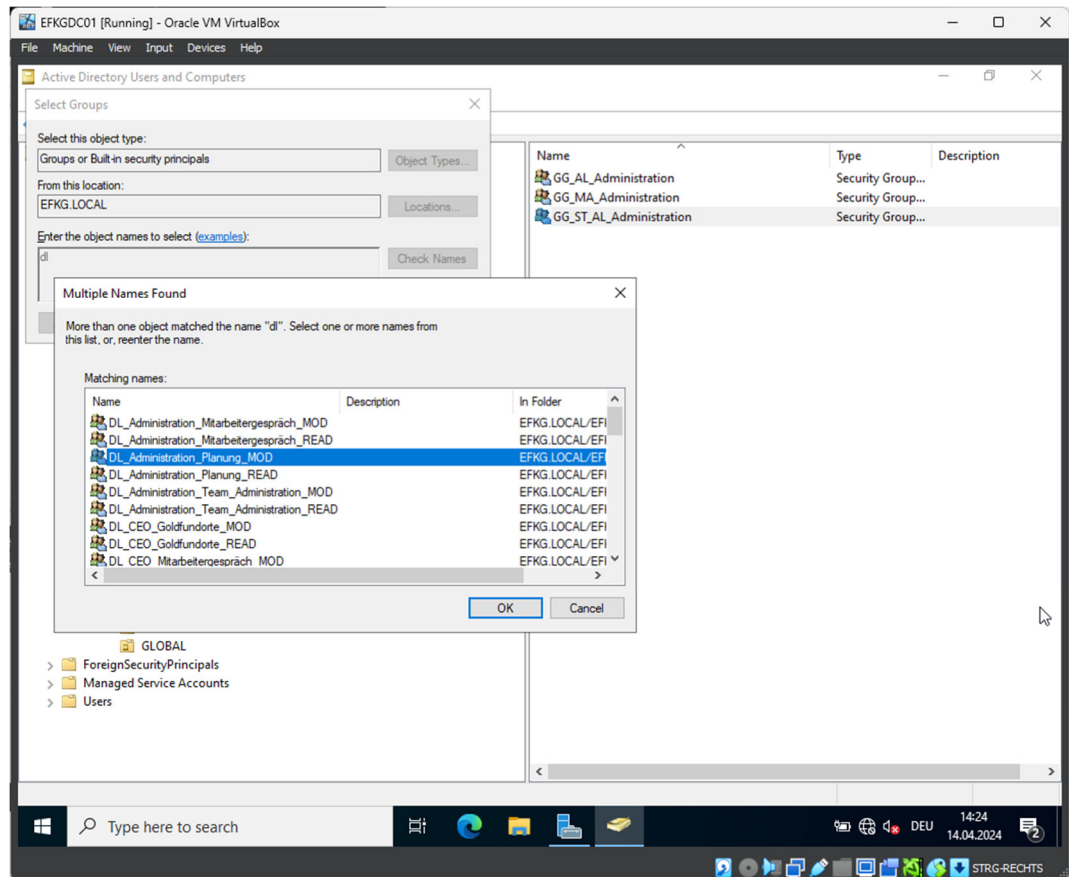 EFKGDC01 [Running] - Oracle VM VirtualBox
File Machine View Input Devices Help
Active Directory Users and Computers
Select Groups
Select this object type:
Groups or Built-in security principals
Object Types...
From this location:
EFKG.LOCAL
Locations...
Enter the object names to select (examples):
dl
Check Names
Name Type Description
GG_AL_Administration Security Group...
GG_MA_Administration Security Group...
GG_ST_AL_Administration Security Group...
Multiple Names Found
More than one object matched the name "dl". Select one or more names from
this list, or, reenter the name.
Matching names:
Name Description In Folder
DL_Administration_Mitarbeitergespräch_MOD EFKG.LOCAL/EFI
DL_Administration_Mitarbeitergespräch_READ EFKG.LOCAL/EFI
DL_Administration_Planung_MOD EFKG.LOCAL/EFI
DL_Administration_Planung_READ EFKG.LOCAL/EFI
DL_Administration_Team_Administration_MOD EFKG.LOCAL/EFI
DL_Administration_Team_Administration_READ EFKG.LOCAL/EFI
DL_CEO_Goldfundorte_MOD EFKG.LOCAL/EFI
DL_CEO_Goldfundorte_READ EFKG.LOCAL/EFI
DL_CEO_Mitarbeitergespräch_MOD EFKG.LOCAL/EFI
OK Cancel
GLOBAL
ForeignSecurityPrincipals
Managed Service Accounts
Users
Type here to search
DEU
14:24
14.04.2024
2
STRG-RECHTS